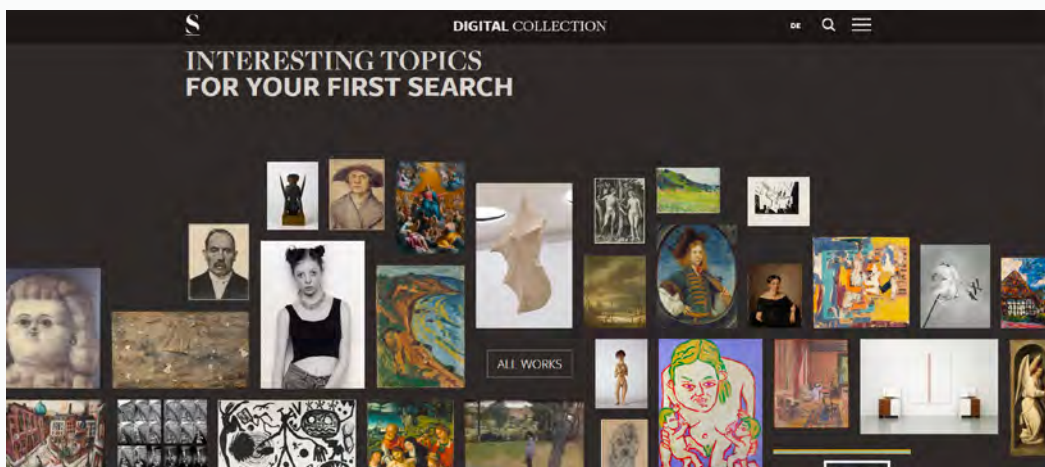 S
DIGITAL COLLECTION
DE
INTERESTING TOPICS
FOR YOUR FIRST SEARCH
ALL WORKS